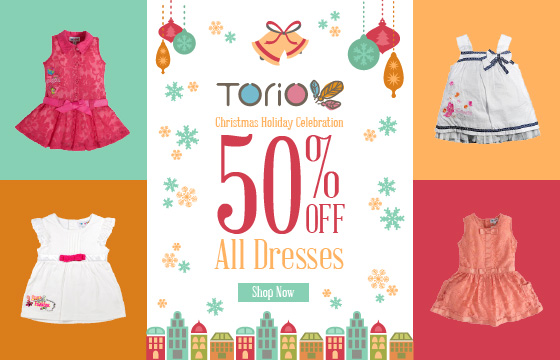 TORiO
Christmas Holiday Celebration
50% OFF
All Dresses
Shop Now